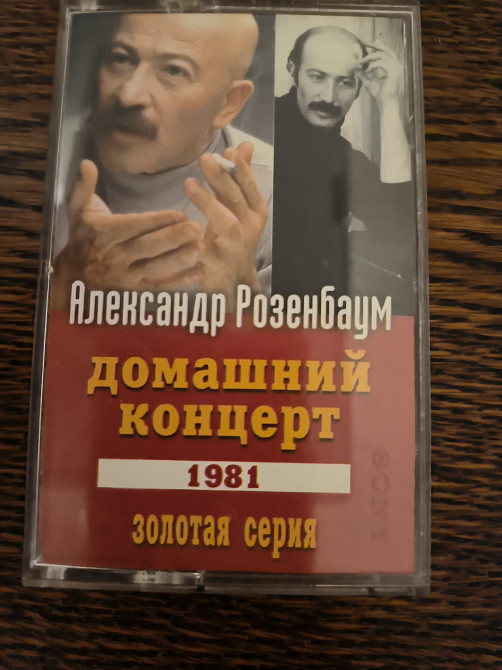 Александр Розенбаум
домашний
концерт
1981
золотая серия